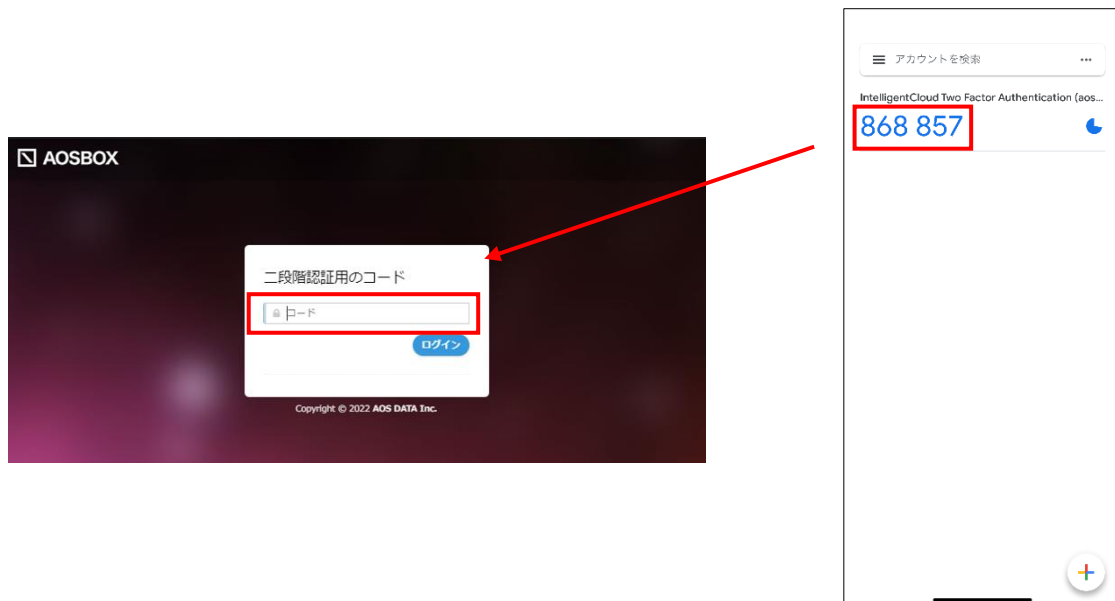 AOSBOX
二段階認証用のコード
コード
ログイン
Copyright © 2022 AOS DATA Inc.
アカウントを検索
IntelligentCloud Two Factor Authentication (aos...
868 857